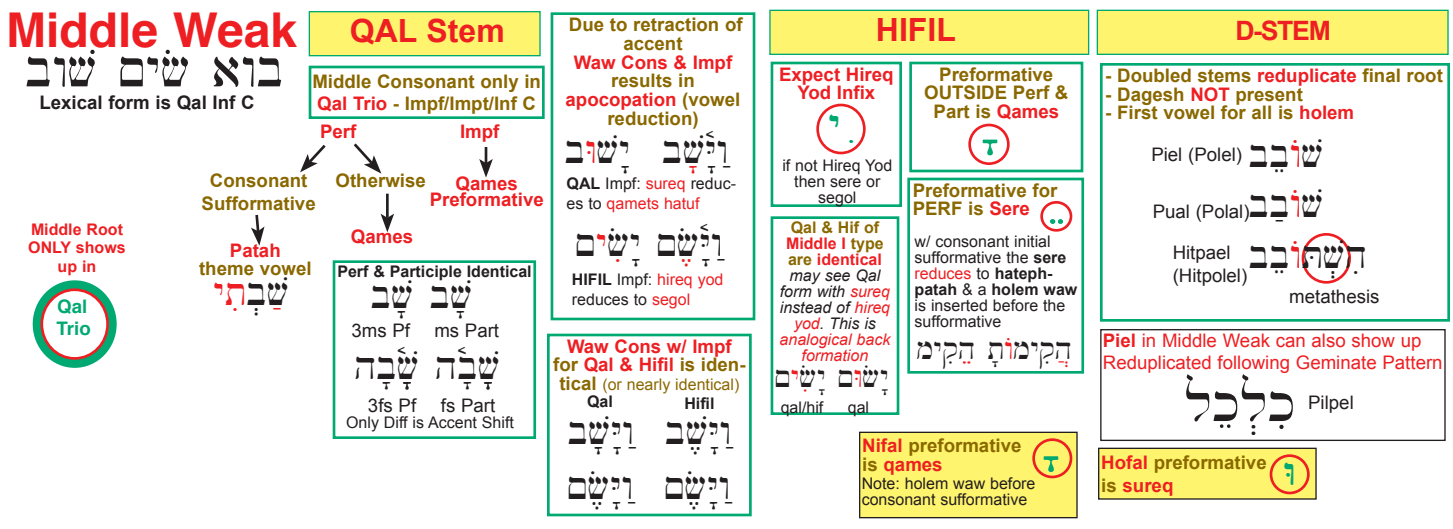 Middle Weak
בוֹא שִׂים שׁוּב
Lexical form is Qal Inf C
Middle Root
ONLY shows
up in
Qal
Trio
QAL Stem
Middle Consonant only in
Qal Trio - Impf/Impt/Inf C
Perf
Impf
Consonant
Sufformative
Otherwise
Qames
Preformative
Patah
theme vowel
שַׁבְתִּי
Qames
Perf & Participle Identical
שָׁב שָׁב
3ms Pf ms Part
שָׁבָה שָׁבָה
3fs Pf fs Part
Only Diff is Accent Shift
Due to retraction of
accent
Waw Cons & Impf
results in
apocopation (vowel
reduction)
יָשׁוּב וַיָּשָׁב
QAL Impf: sureq reduc-
es to qamets hatuf
יָשִׂים וַיָּשֶׂם
HIFIL Impf: hireq yod
reduces to segol
Waw Cons w/ Impf
for Qal & Hifil is iden-
tical (or nearly identical)
Qal Hifil
וַיָּשָׁב וַיָּשֶׁב
וַיָּשֶׂם וַיָּשֶׂם
HIFIL
Expect Hireq
Yod Infix
ִי
if not Hireq Yod
then sere or
segol
Qal & Hif of
Middle I type
are identical
may see Qal
form with sureq
instead of hireq
yod. This is
analogical back
formation
יָשִׂים יָשׂוּם
qal/hif qal
Preformative
OUTSIDE Perf &
Part is Qames
Preformative for
PERF is Sere
w/ consonant initial
sufformative the sere
reduces to hateph-
patah & a holem waw
is inserted before the
sufformative
הֵקִימ הֲקִימוֹתָ
Nifal preformative
is qames
Note: holem waw before
consonant sufformative
D-STEM
- Doubled stems reduplicate final root
- Dagesh NOT present
- First vowel for all is holem
Piel (Polel) שׁוֹבֵב
Pual (Polal) שׁוֹבַב
Hitpael
(Hitpolel) הִשְׁתּוֹבֵב
metathesis
Piel in Middle Weak can also show up
Reduplicated following Geminate Pattern
כִּלְכֵּל Pilpel
Hofal preformative
is sureq
וּ